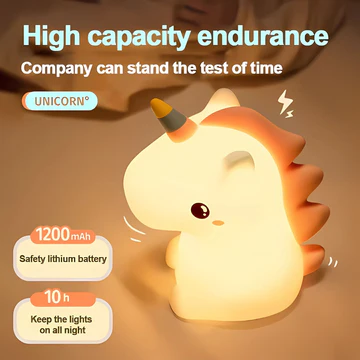 High capacity endurance
Company can stand the test of time
UNICORN°
1200mAh
Safety lithium battery
10h
Keep the lights
on all night